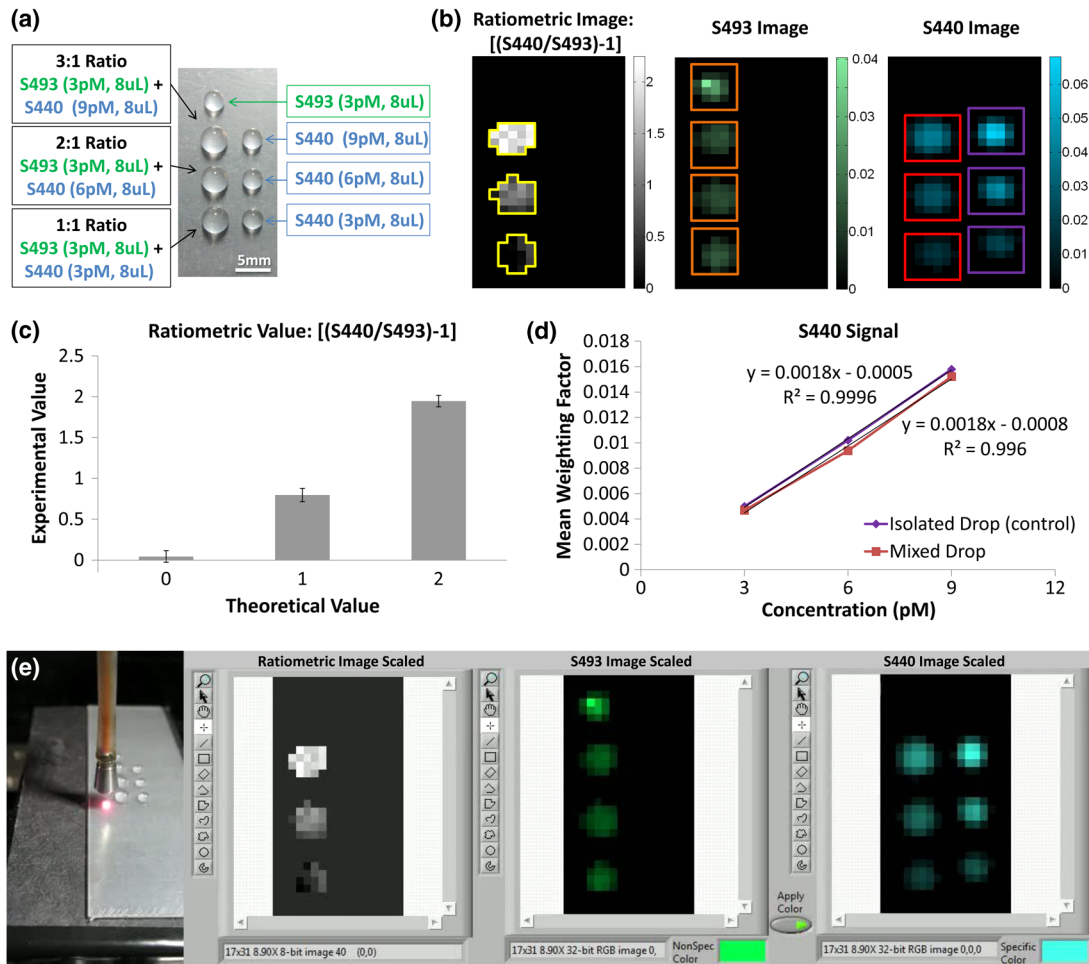 (a)
3:1 Ratio
S493 (3pM, 8uL) +
S440 (9pM, 8uL)
2:1 Ratio
S493 (3pM, 8uL) +
S440 (6pM, 8uL)
1:1 Ratio
S493 (3pM, 8uL) +
S440 (3pM, 8uL)
S493 (3pM, 8uL)
S440 (9pM, 8uL)
S440 (6pM, 8uL)
S440 (3pM, 8uL)
5mm
(b)
Ratiometric Image:
[(S440/S493)-1]
2
1.5
1
0.5
0
S493 Image
0.04
0.03
0.02
0.01
0
S440 Image
0.06
0.05
0.04
0.03
0.02
0.01
0
(c)
Ratiometric Value: [(S440/S493)-1]
Experimental Value
2.5
2
1.5
1
0.5
0
0 1 2
Theoretical Value
(d)
S440 Signal
Mean Weighting Factor
0.018
0.016
0.014
0.012
0.01
0.008
0.006
0.004
0.002
0
y = 0.0018x - 0.0005
R² = 0.9996
y = 0.0018x - 0.0008
R² = 0.996
Isolated Drop (control)
Mixed Drop
0 3 6 9 12
Concentration (pM)
(e)
Ratiometric Image Scaled
17x31 8.90X 8-bit image 40 (0,0)
S493 Image Scaled
17x31 8.90X 32-bit RGB image 0,
NonSpec
Color
S440 Image Scaled
Apply
Color
17x31 8.90X 32-bit RGB image 0,0,0
Specific
Color